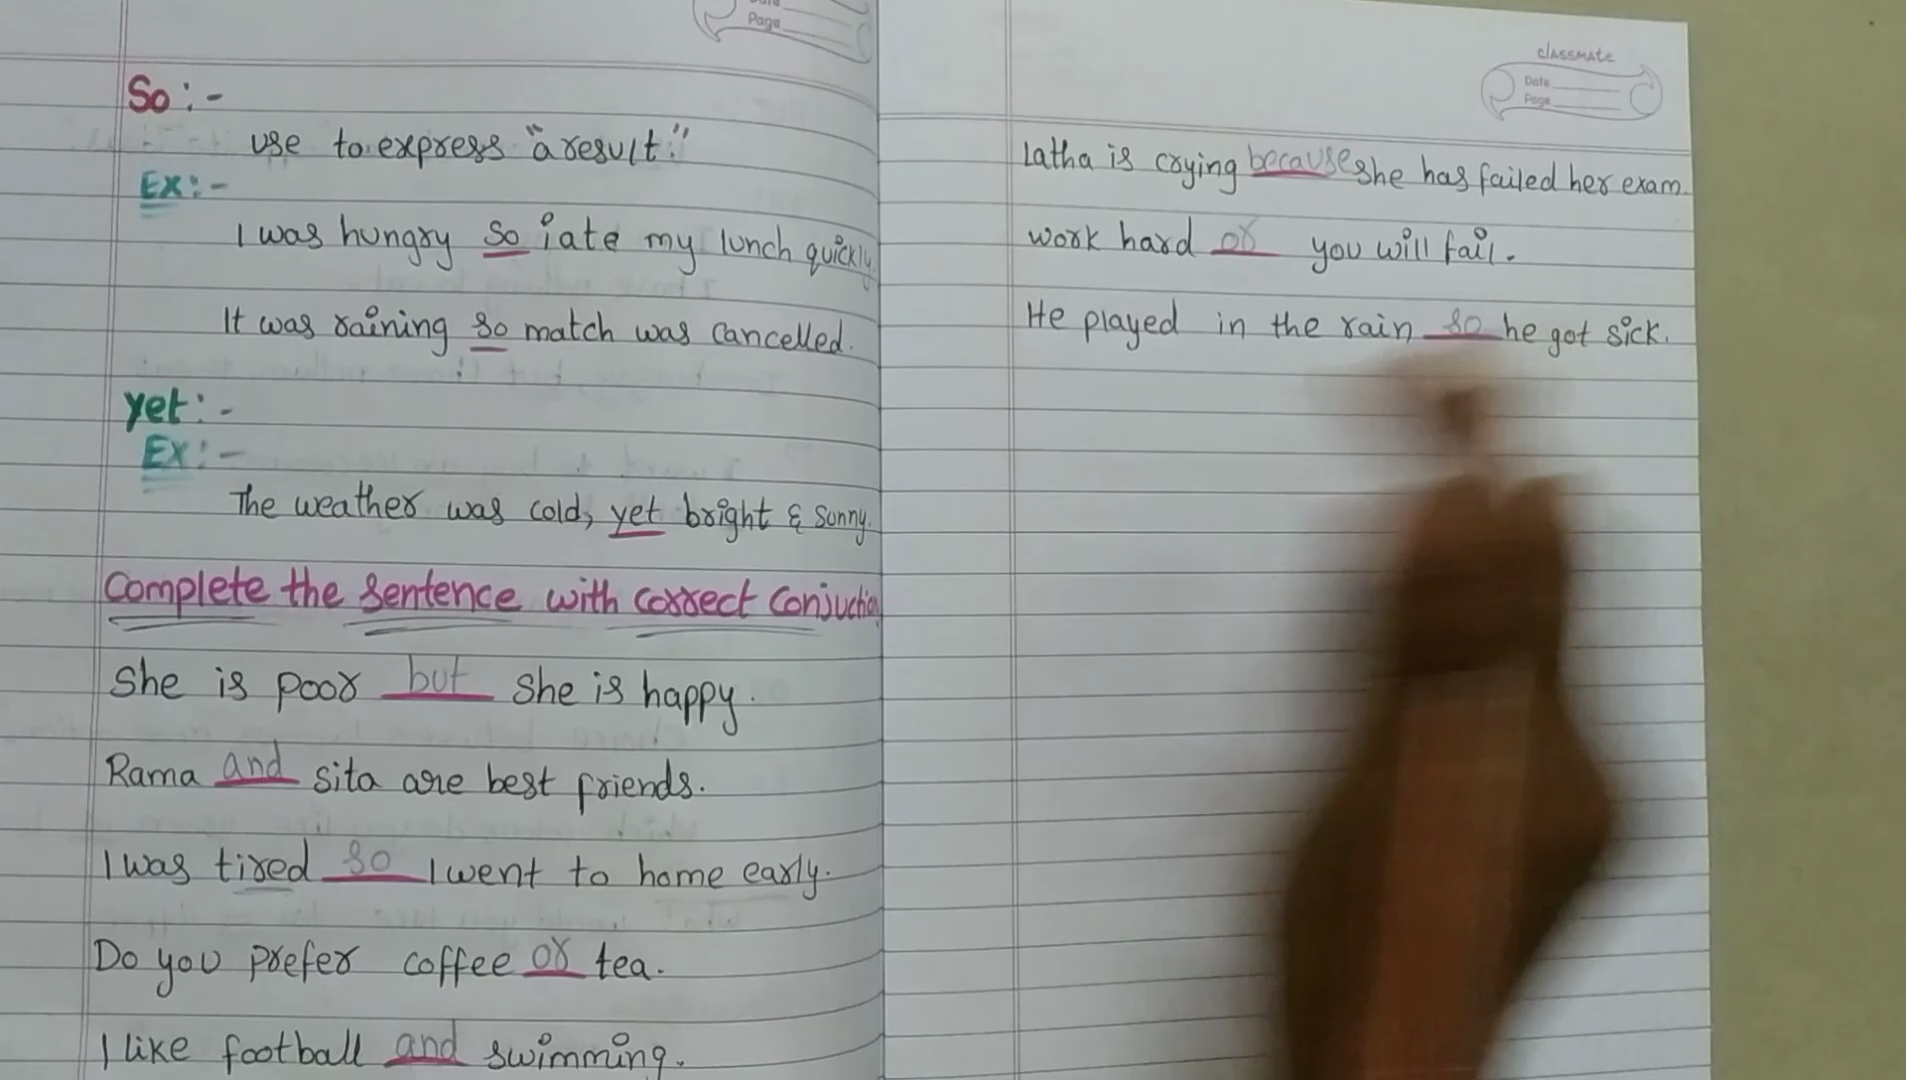 Date
Page
So:-
use to express "a result."
Ex:-
I was hungry so i ate my lunch quickly.
It was raining so match was cancelled.
yet:-
Ex:-
The weather was cold, yet bright & sunny.
Complete the sentence with correct Conjuction
She is poor but she is happy.
Rama and sita are best friends.
I was tired so I went to home early.
Do you prefer coffee or tea.
I like football and swimming.
classmate
Date
Page
Latha is crying because she has failed her exam.
work hard or you will fail.
He played in the rain so he got sick.